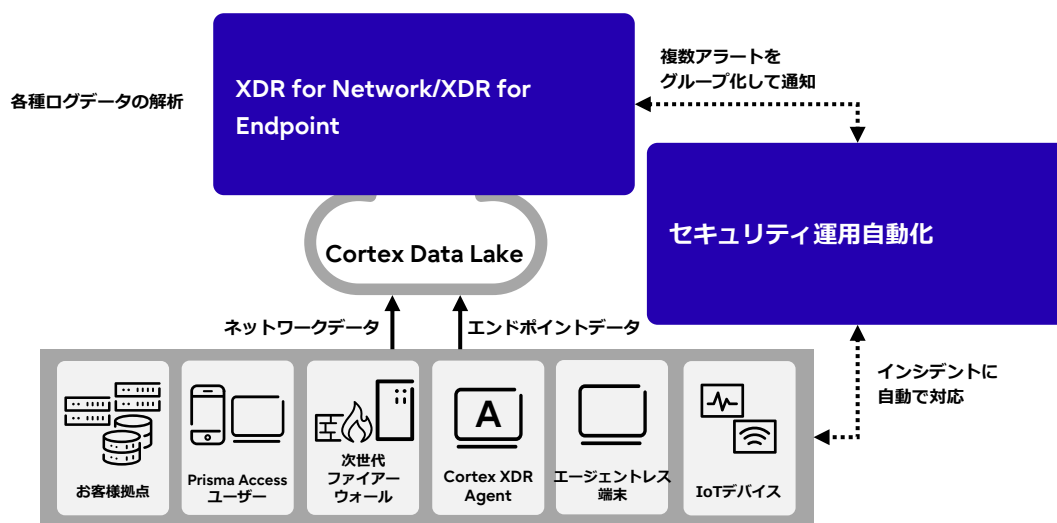 各種ログデータの解析
XDR for Network/XDR for
Endpoint
複数アラートを
グループ化して通知
セキュリティ運用自動化
Cortex Data Lake
ネットワークデータ
エンドポイントデータ
インシデントに
自動で対応
お客様拠点
Prisma Access
ユーザー
次世代
ファイアー
ウォール
A
Cortex XDR
Agent
エージェントレス
端末
IoTデバイス